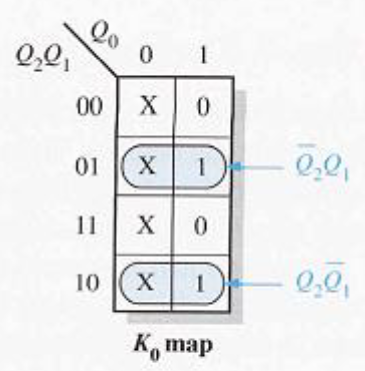 Q₀
Q₂Q₁ 0 1
00 X 0
01 X 1 Q̅₂Q₁
11 X 0
10 X 1 Q₂Q̅₁
K₀ map